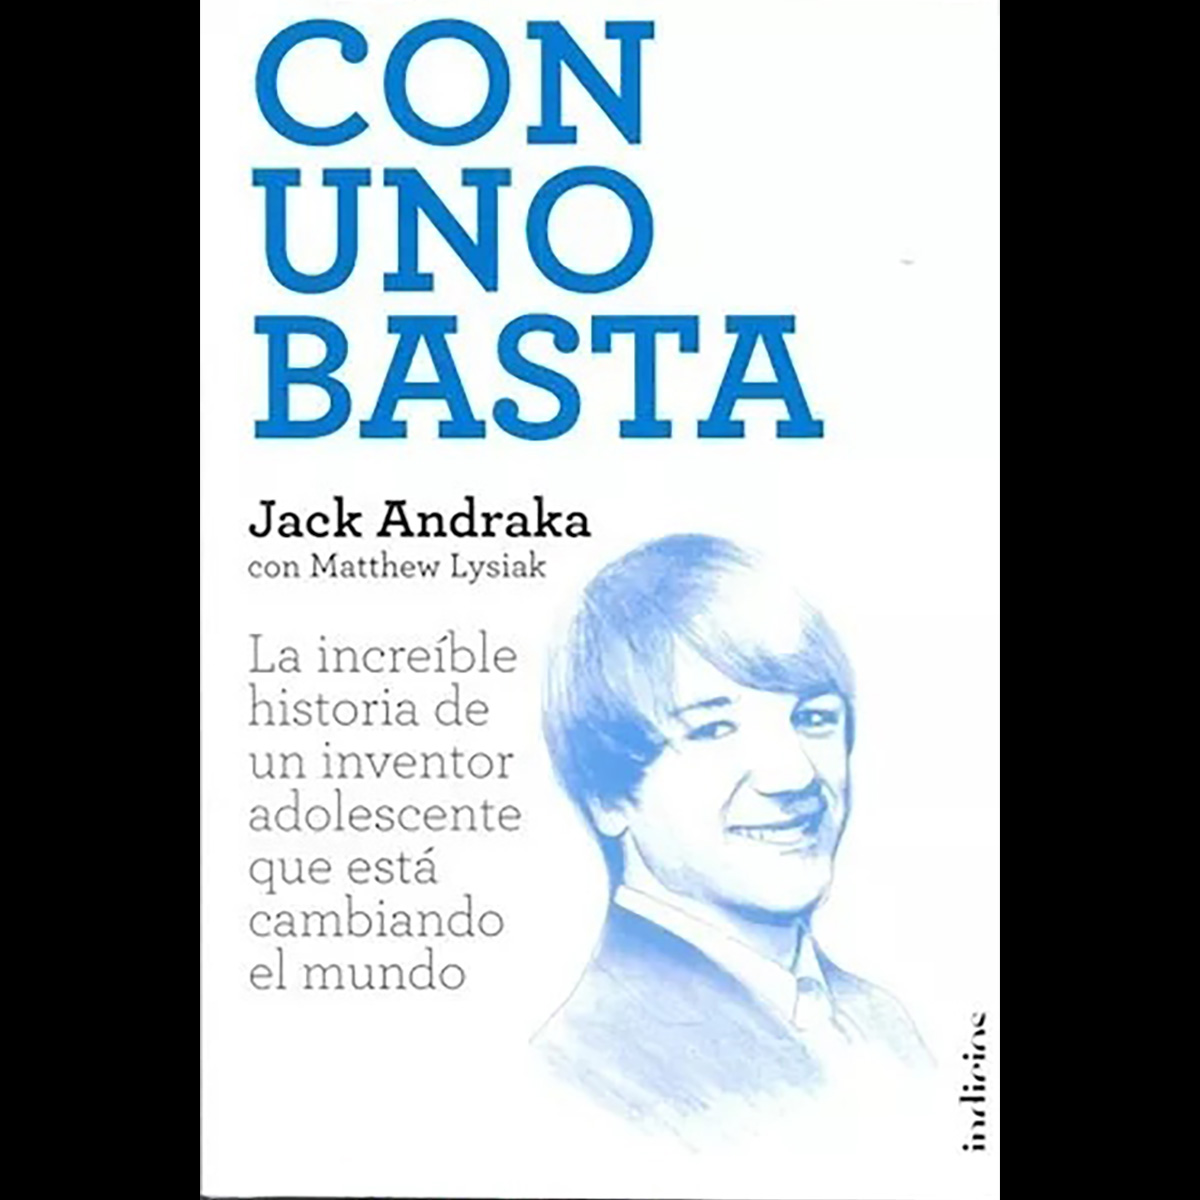 CON
UNO
BASTA
Jack Andraka
con Matthew Lysiak
La increíble
historia de
un inventor
adolescente
que está
cambiando
el mundo
indicios